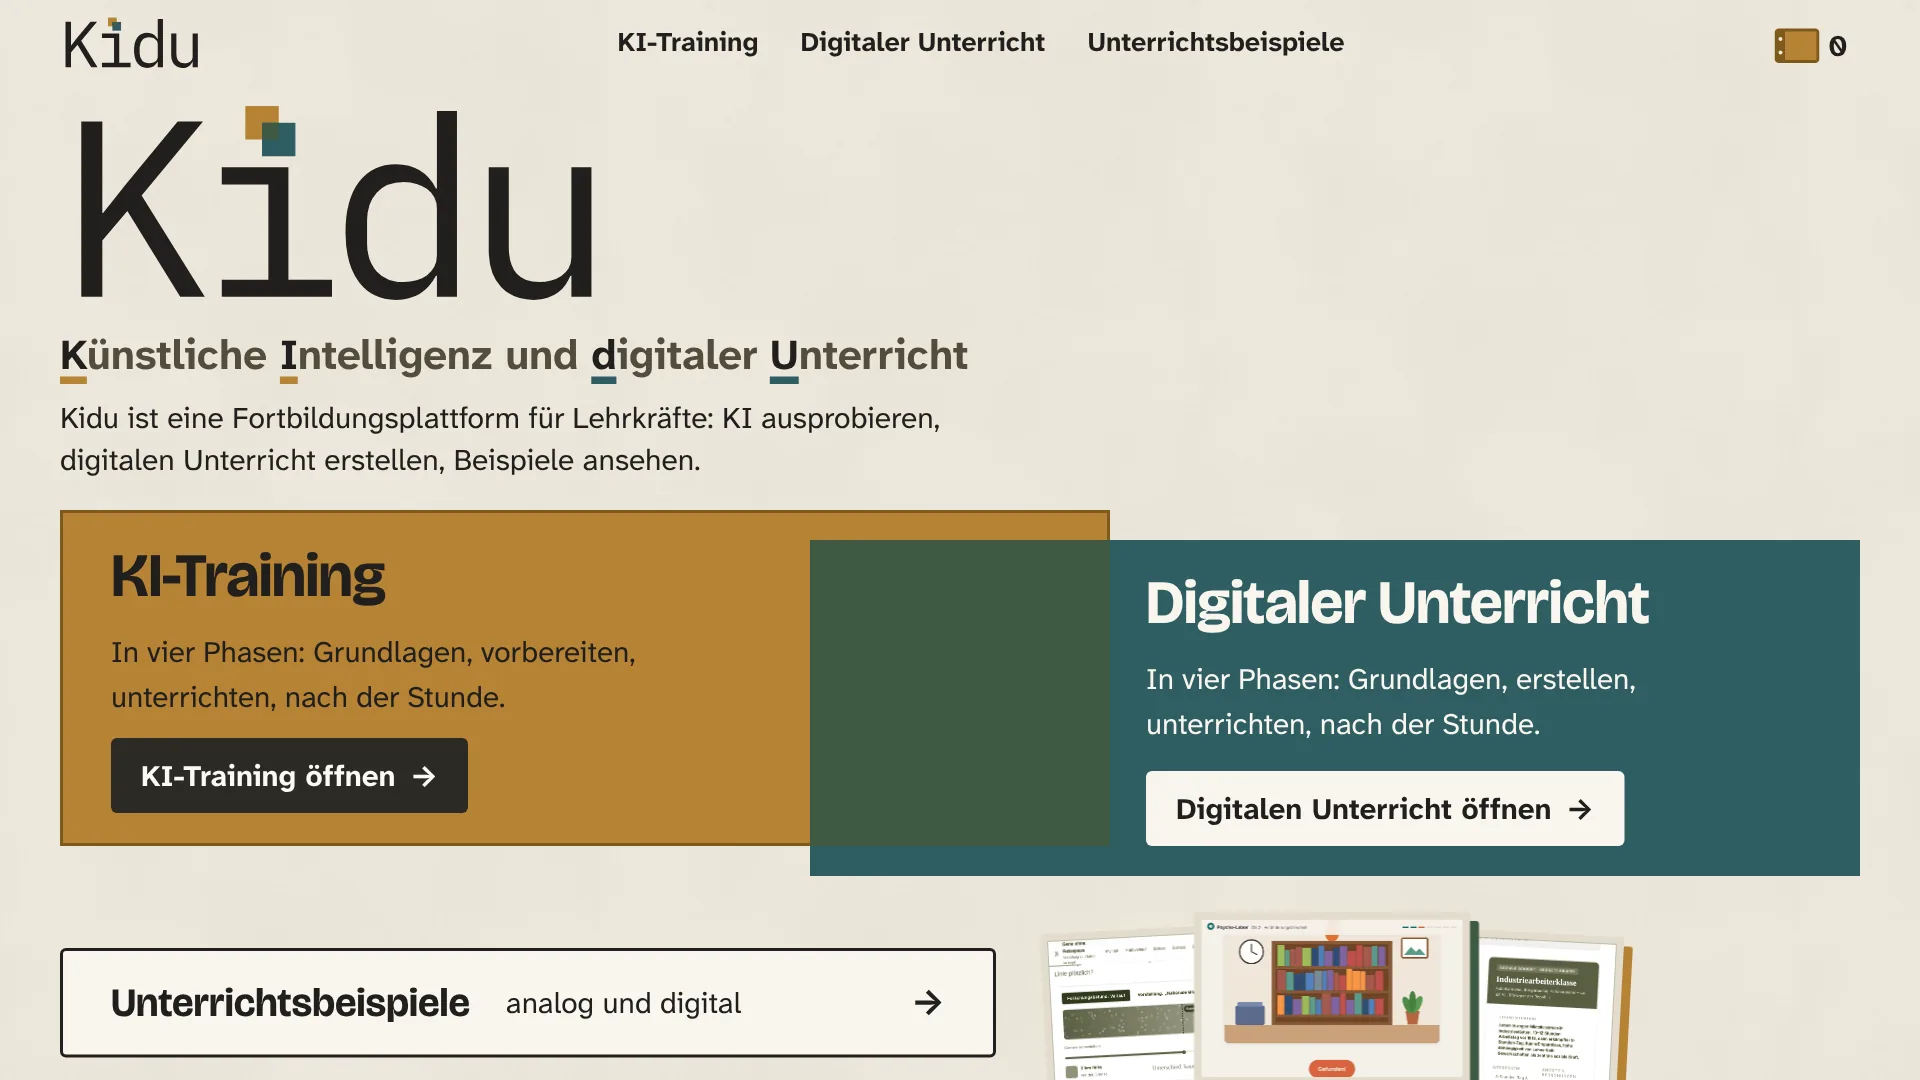 Kidu
KI-Training
Digitaler Unterricht
Unterrichtsbeispiele
0
Kidu
Künstliche Intelligenz und digitaler Unterricht
Kidu ist eine Fortbildungsplattform für Lehrkräfte: KI ausprobieren,
digitalen Unterricht erstellen, Beispiele ansehen.
KI-Training
In vier Phasen: Grundlagen, vorbereiten,
unterrichten, nach der Stunde.
KI-Training öffnen →
Digitaler Unterricht
In vier Phasen: Grundlagen, erstellen,
unterrichten, nach der Stunde.
Digitalen Unterricht öffnen →
Unterrichtsbeispiele analog und digital →
Psycho-Labor
Industriearbeiterklasse
Gefunden!